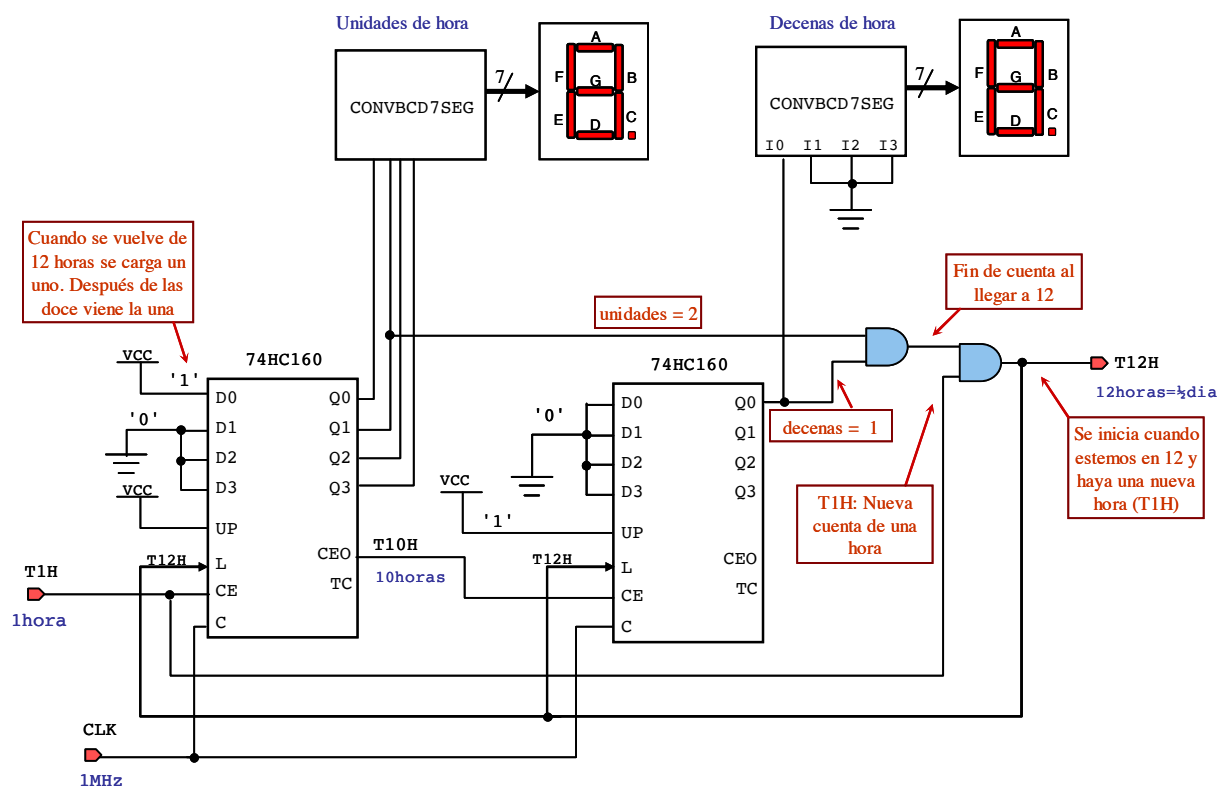 Unidades de hora
Decenas de hora
CONVBCD7SEG
7
A
F
B
G
E
C
D
CONVBCD7SEG
I0 I1 I2 I3
7
A
F
B
G
E
C
D
Cuando se vuelve de
12 horas se carga un
uno. Después de las
doce viene la una
unidades = 2
Fin de cuenta al
llegar a 12
VCC
'1'
'0'
VCC
74HC160
D0
D1
D2
D3
UP
L
CE
C
Q0
Q1
Q2
Q3
CEO
TC
T12H
T1H
1hora
T10H
10horas
CLK
1MHz
VCC
'1'
'0'
T12H
74HC160
D0
D1
D2
D3
UP
L
CE
C
Q0
Q1
Q2
Q3
CEO
TC
decenas = 1
T1H: Nueva
cuenta de una
hora
T12H
12horas=½dia
Se inicia cuando
estemos en 12 y
haya una nueva
hora (T1H)